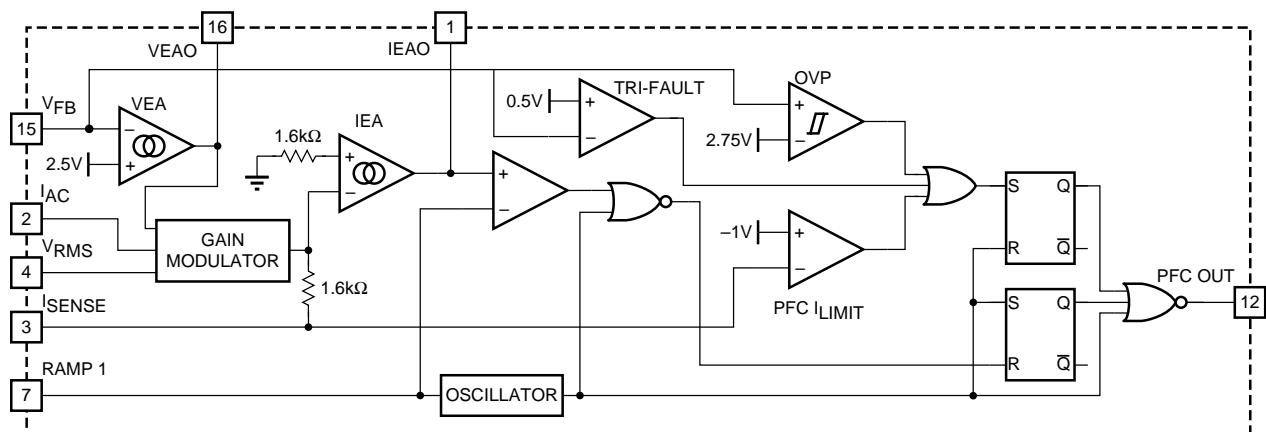 16
1
VEAO
IEAO
VFB
VEA
15
2.5V
IEA
1.6kΩ
0.5V
TRI-FAULT
OVP
2.75V
+
−
+
−
+
−
+
−
+
−
+
−
IAC
2
VRMS
4
GAIN
MODULATOR
1.6kΩ
ISENSE
3
−1V
PFC ILIMIT
S
Q
R
Q̅
S
Q
R
Q̅
PFC OUT
12
RAMP 1
7
OSCILLATOR